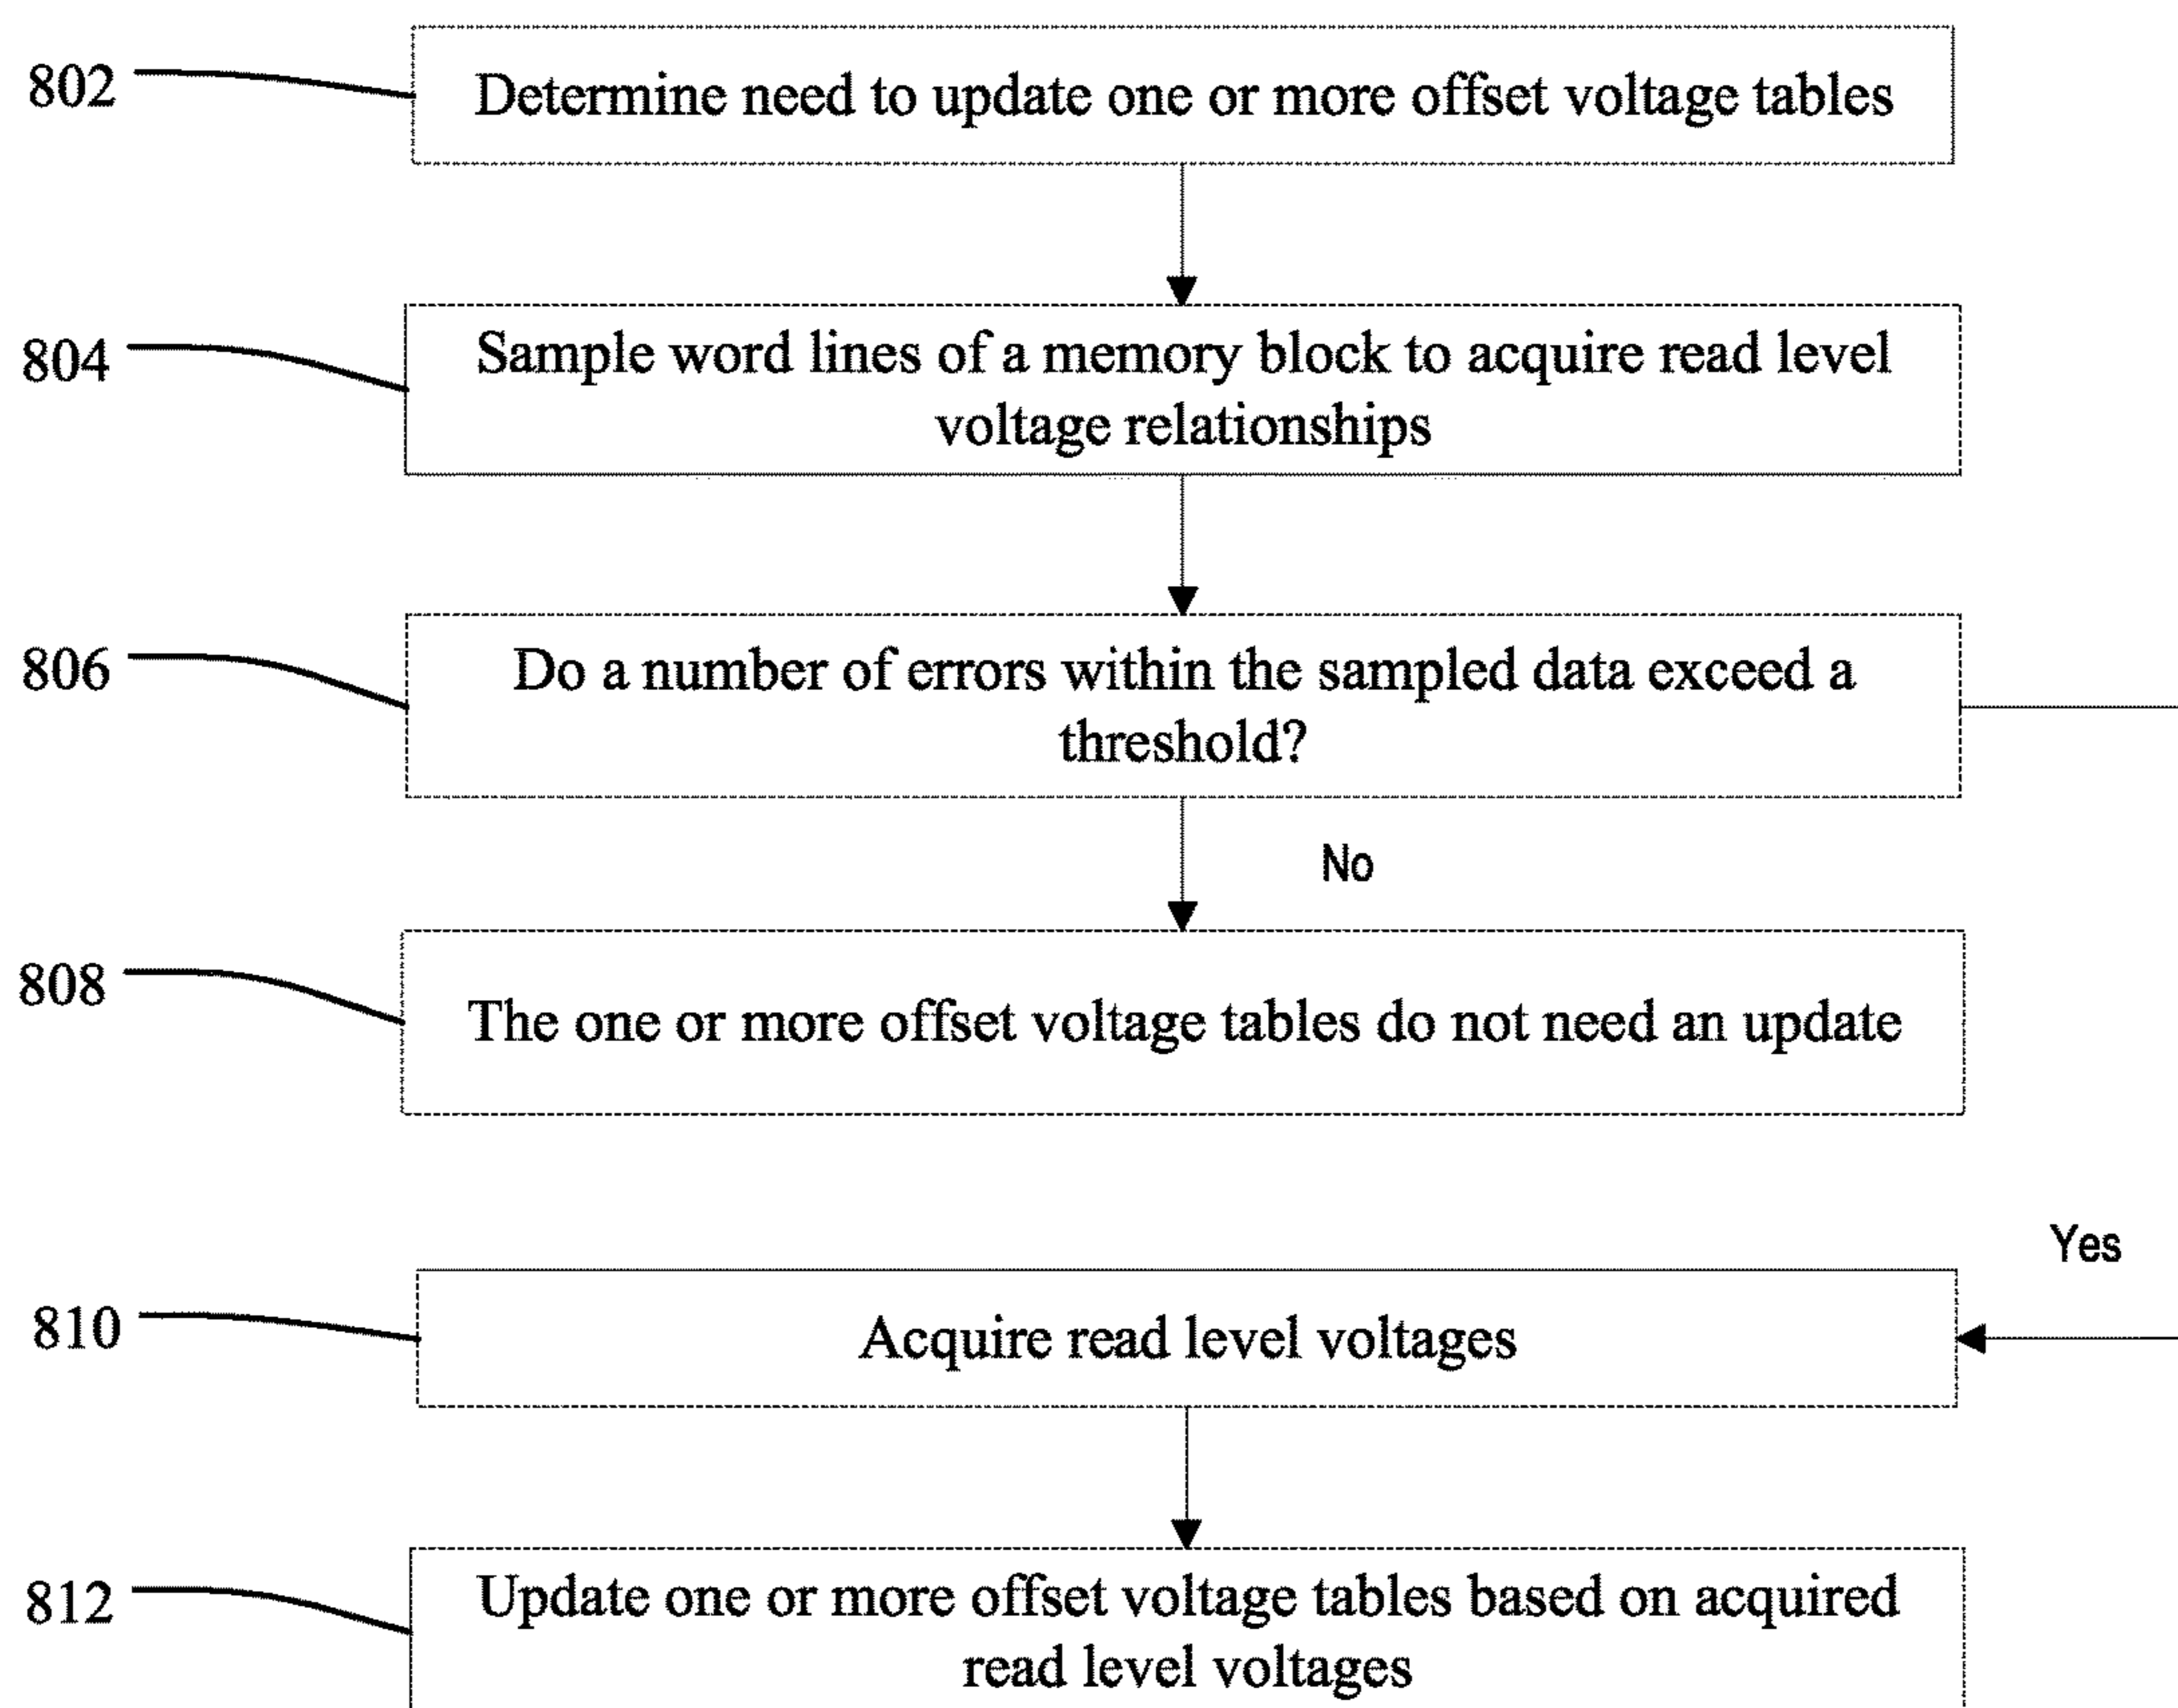 802
Determine need to update one or more offset voltage tables
804
Sample word lines of a memory block to acquire read level
voltage relationships
806
Do a number of errors within the sampled data exceed a
threshold?
No
808
The one or more offset voltage tables do not need an update
Yes
810
Acquire read level voltages
812
Update one or more offset voltage tables based on acquired
read level voltages